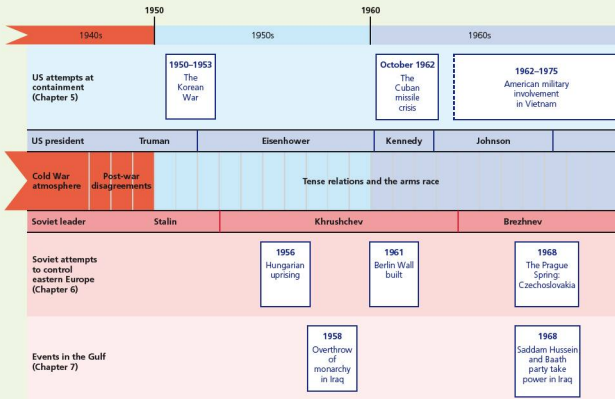 1950
1960
1940s
1950s
1960s
US attempts at
containment
(Chapter 5)
1950–1953
The
Korean
War
October 1962
The
Cuban
missile
crisis
1962–1975
American military
involvement
in Vietnam
US president
Truman
Eisenhower
Kennedy
Johnson
Cold War
atmosphere
Post-war
disagreements
Tense relations and the arms race
Soviet leader
Stalin
Khrushchev
Brezhnev
Soviet attempts
to control
eastern Europe
(Chapter 6)
1956
Hungarian
uprising
1961
Berlin Wall
built
1968
The Prague
Spring:
Czechoslovakia
Events in the Gulf
(Chapter 7)
1958
Overthrow
of
monarchy
in Iraq
1968
Saddam Hussein
and Baath
party take
power in Iraq